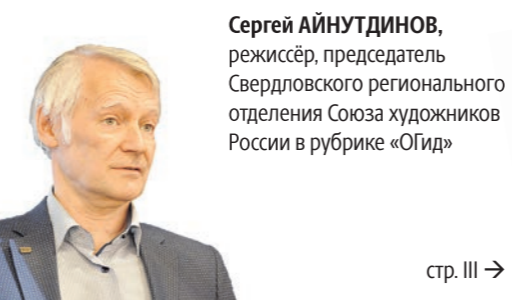 Сергей АЙНУТДИНОВ,
режиссёр, председатель
Свердловского регионального
отделения Союза художников
России в рубрике «ОГид»
стр. III →